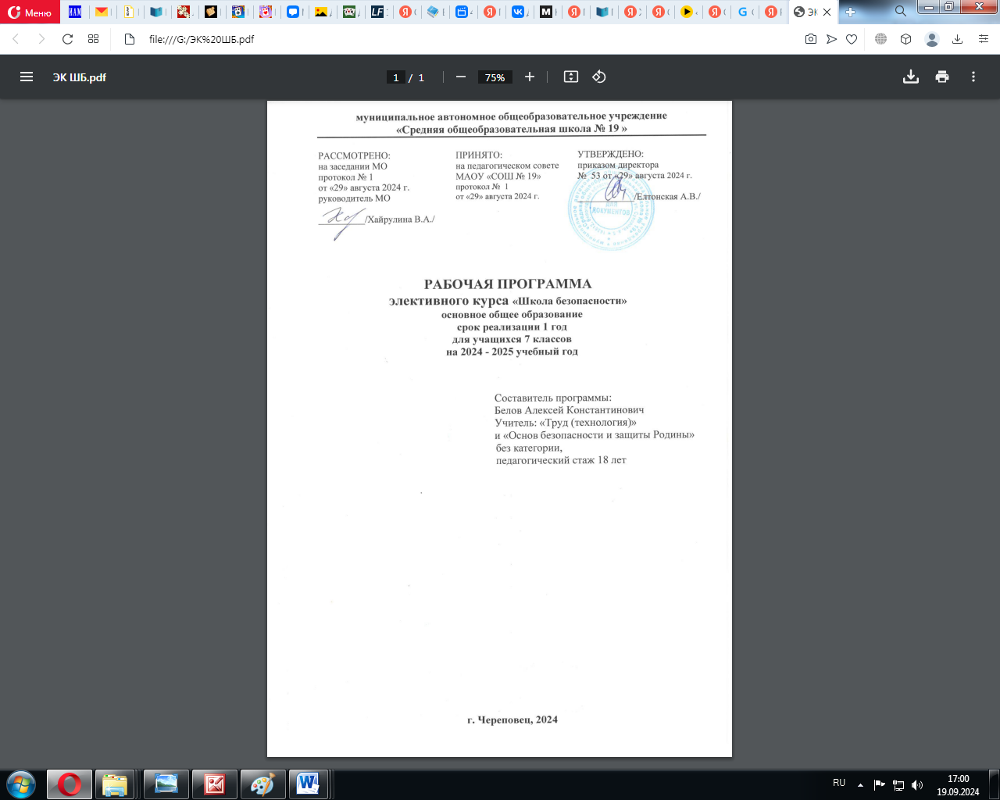 Меню
file:///G:/ЭК%20ШБ.pdf
ЭК ШБ.pdf
1 / 1
75%
муниципальное автономное общеобразовательное учреждение
«Средняя общеобразовательная школа № 19 »
РАССМОТРЕНО:
на заседании МО
протокол № 1
от «29» августа 2024 г.
руководитель МО
/Хайрулина В.А./
ПРИНЯТО:
на педагогическом совете
МАОУ «СОШ № 19»
протокол № 1
от «29» августа 2024 г.
УТВЕРЖДЕНО:
приказом директора
№ 53 от «29» августа 2024 г.
/Елтонская А.В./
ДЛЯ
ДОКУМЕНТОВ
РАБОЧАЯ ПРОГРАММА
элективного курса «Школа безопасности»
основное общее образование
срок реализации 1 год
для учащихся 7 классов
на 2024 - 2025 учебный год
Составитель программы:
Белов Алексей Константинович
Учитель: «Труд (технология)»
и «Основ безопасности и защиты Родины»
без категории,
педагогический стаж 18 лет
г. Череповец, 2024
RU
17:00
19.09.2024